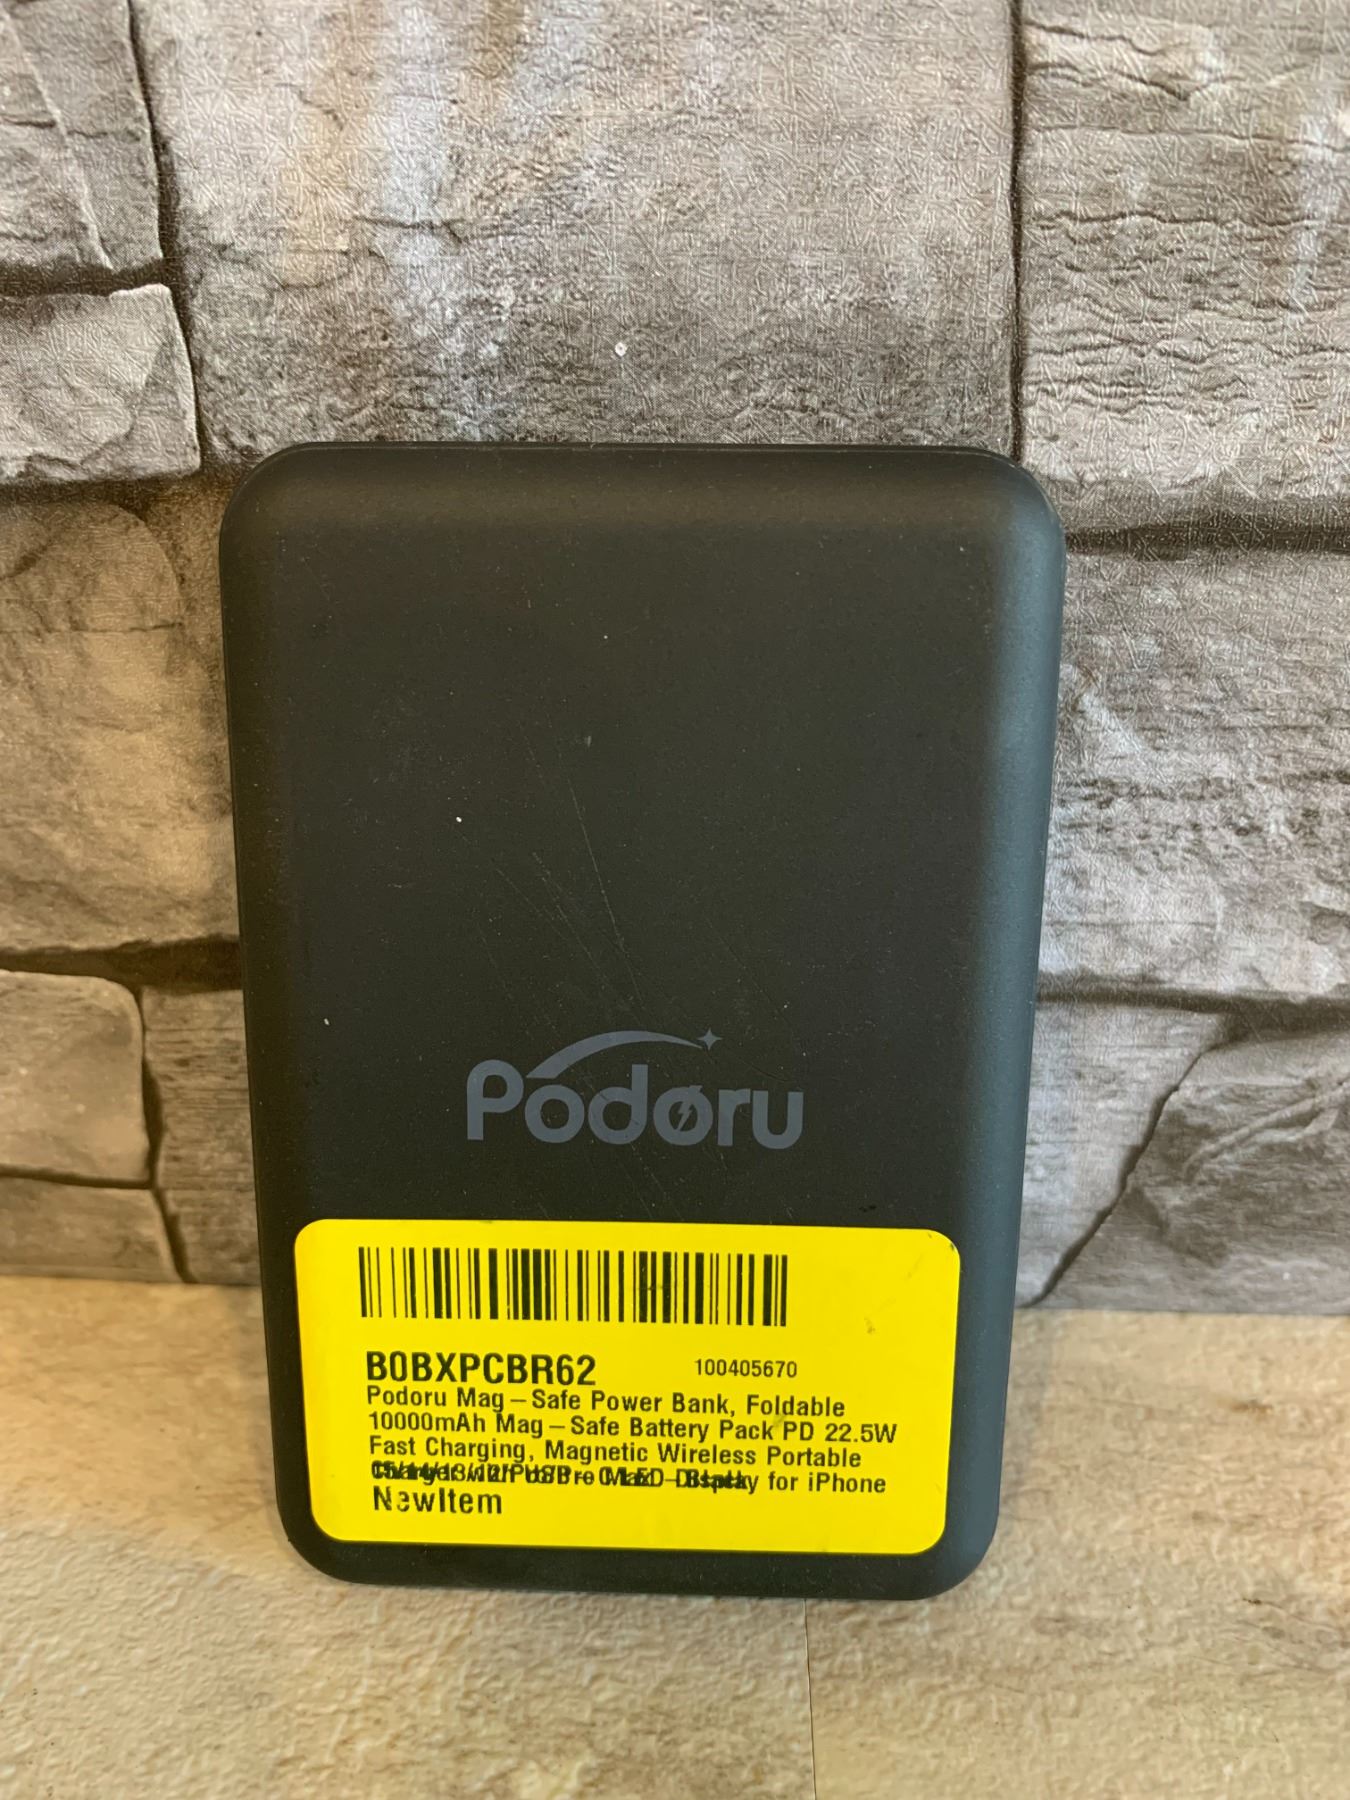 Podoru
B0BXPCBR62 100405670
Podoru Mag-Safe Power Bank, Foldable
10000mAh Mag-Safe Battery Pack PD 22.5W
Fast Charging, Magnetic Wireless Portable
for iPhone
NewItem